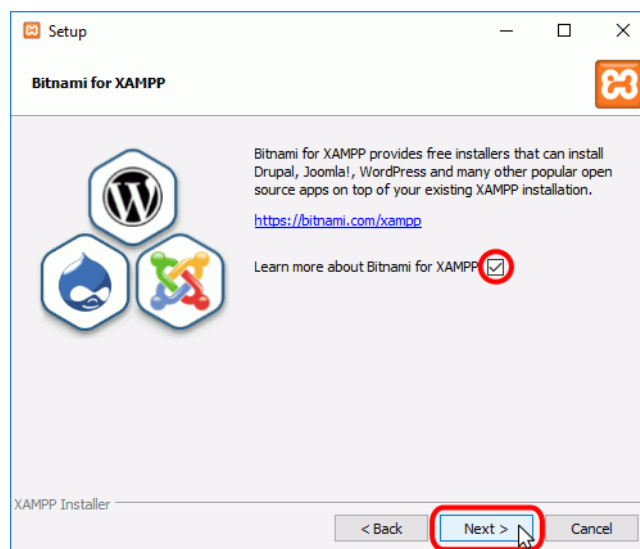 Setup
Bitnami for XAMPP
Bitnami for XAMPP provides free installers that can install
Drupal, Joomla!, WordPress and many other popular open
source apps on top of your existing XAMPP installation.
https://bitnami.com/xampp
Learn more about Bitnami for XAMPP
XAMPP Installer
< Back Next > Cancel